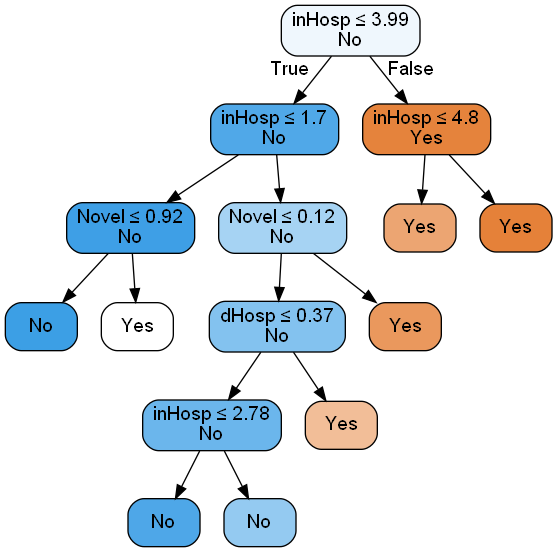 inHosp ≤ 3.99
No
True
False
inHosp ≤ 1.7
No
inHosp ≤ 4.8
Yes
Novel ≤ 0.92
No
Novel ≤ 0.12
No
Yes
Yes
No
Yes
dHosp ≤ 0.37
No
Yes
inHosp ≤ 2.78
No
Yes
No
No